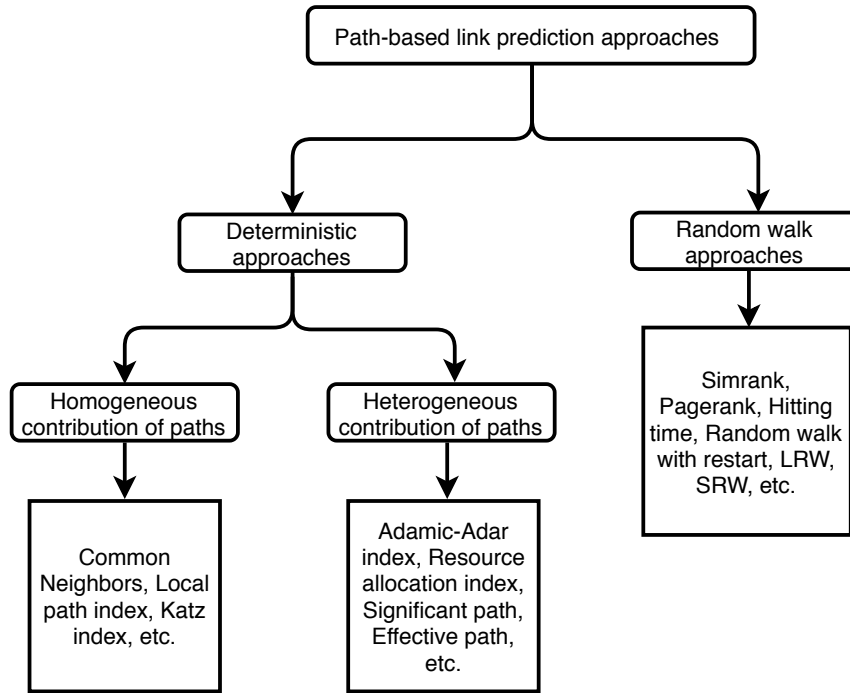 Path-based link prediction approaches
Deterministic
approaches
Random walk
approaches
Homogeneous
contribution of paths
Heterogeneous
contribution of paths
Simrank,
Pagerank, Hitting
time, Random walk
with restart, LRW,
SRW, etc.
Common
Neighbors, Local
path index, Katz
index, etc.
Adamic-Adar
index, Resource
allocation index,
Significant path,
Effective path,
etc.